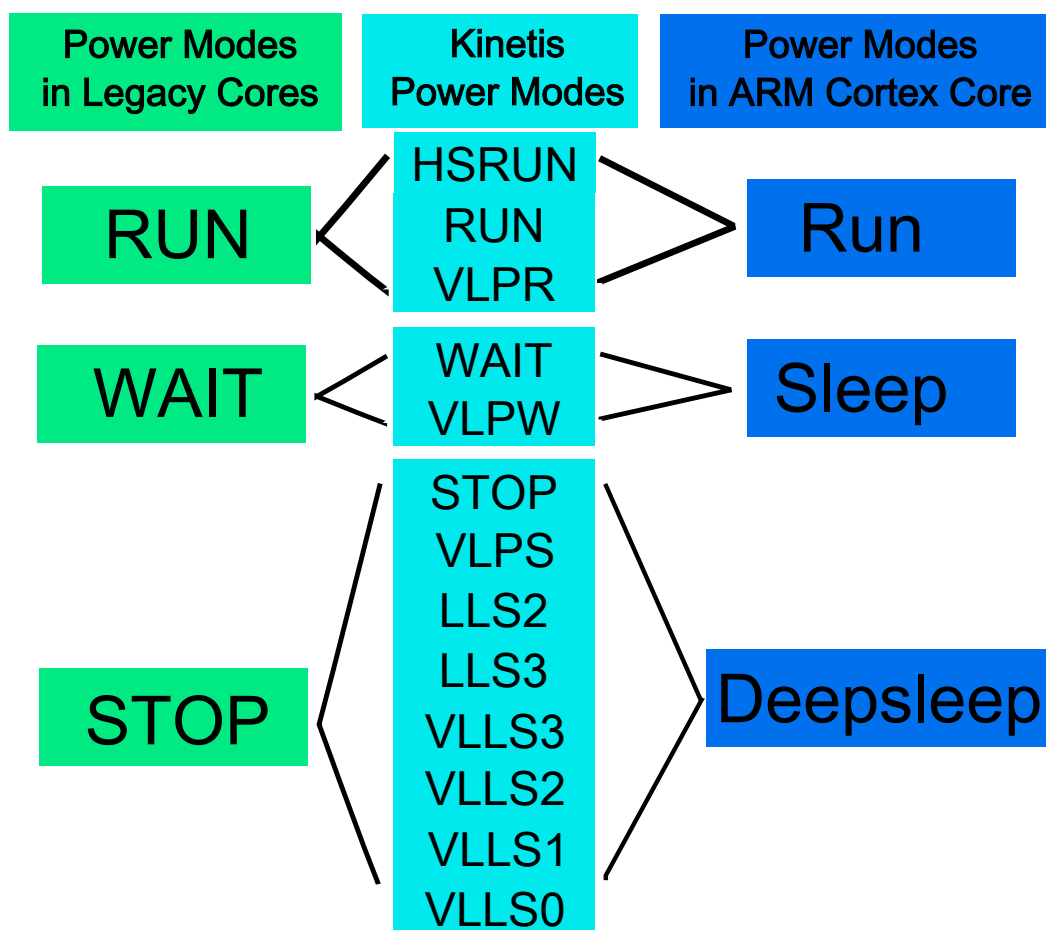 Power Modes
in Legacy Cores
Kinetis
Power Modes
Power Modes
in ARM Cortex Core
RUN
HSRUN
RUN
VLPR
Run
WAIT
WAIT
VLPW
Sleep
STOP
STOP
VLPS
LLS2
LLS3
VLLS3
VLLS2
VLLS1
VLLS0
Deepsleep